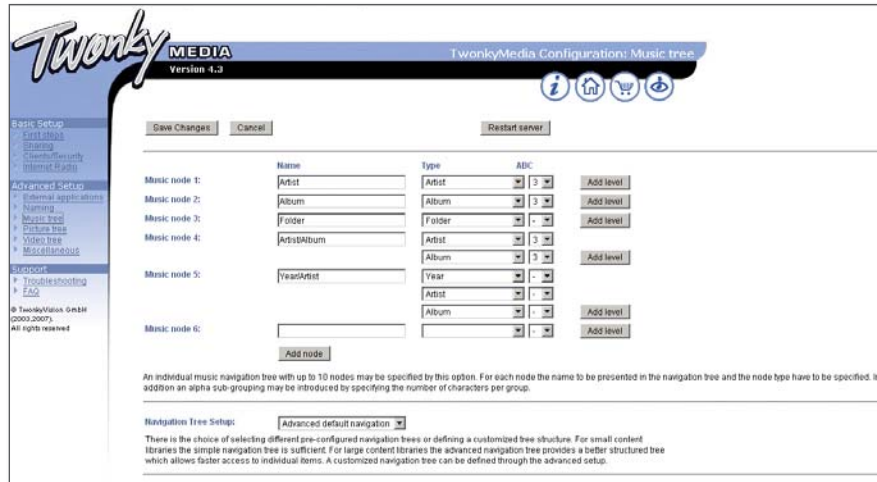 Twonky
MEDIA
Version 4.3
TwonkyMedia Configuration: Music tree
Basic Setup
First steps
Sharing
Clients/Security
Internet Radio
Advanced Setup
External applications
Naming
Music tree
Picture tree
Video tree
Miscellaneous
Support
Troubleshooting
FAQ
© TwonkyVision GmbH
(2003,2007).
All rights reserved
Save Changes Cancel Restart server
Name Type ABC
Music node 1: Artist Artist 3 Add level
Music node 2: Album Album 3 Add level
Music node 3: Folder Folder - Add level
Music node 4: Artist/Album Artist 3
Album 3 Add level
Music node 5: Year/Artist Year -
Artist -
Album - Add level
Music node 6: - Add level
Add node
An individual music navigation tree with up to 10 nodes may be specified by this option. For each node the name to be presented in the navigation tree and the node type have to be specified. In
addition an alpha sub-grouping may be introduced by specifying the number of characters per group.
Navigation Tree Setup: Advanced default navigation
There is the choice of selecting different pre-configured navigation trees or defining a customized tree structure. For small content
libraries the simple navigation tree is sufficient. For large content libraries the advanced navigation tree provides a better structured tree
which allows faster access to individual items. A customized navigation tree can be defined through the advanced setup.